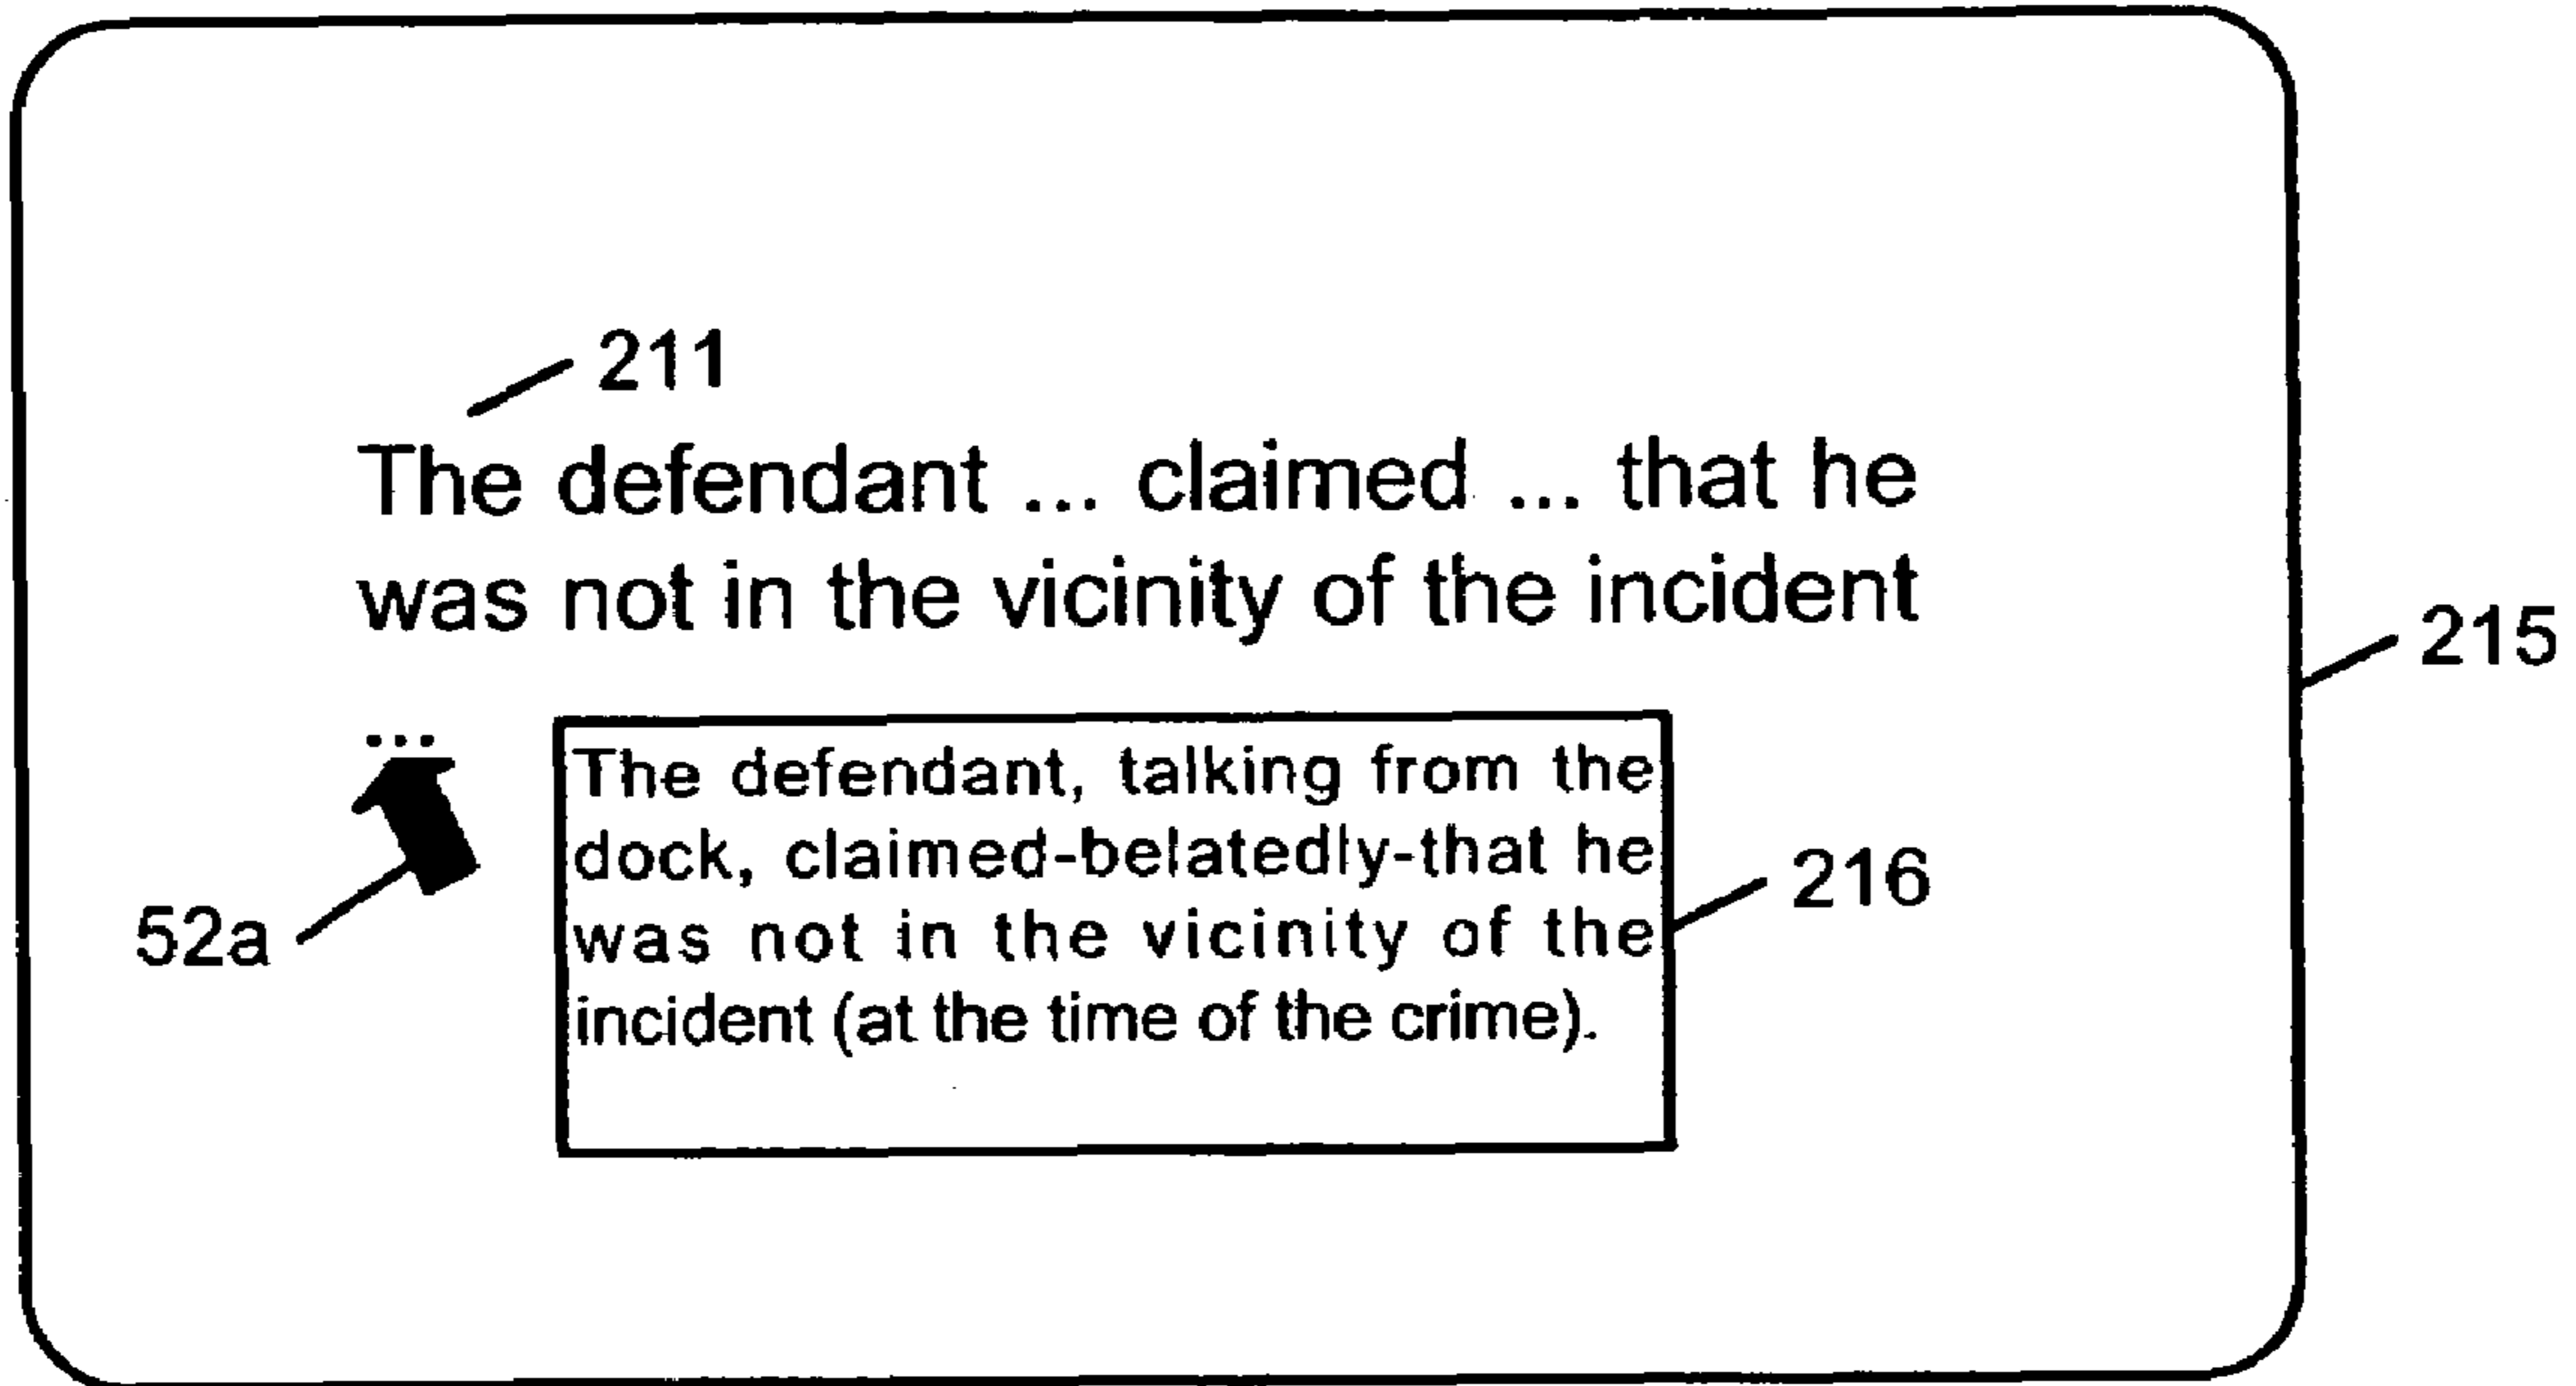 211
The defendant ... claimed ... that he
was not in the vicinity of the incident
215
...
The defendant, talking from the
dock, claimed-belatedly-that he
216
52a
was not in the vicinity of the
incident (at the time of the crime).